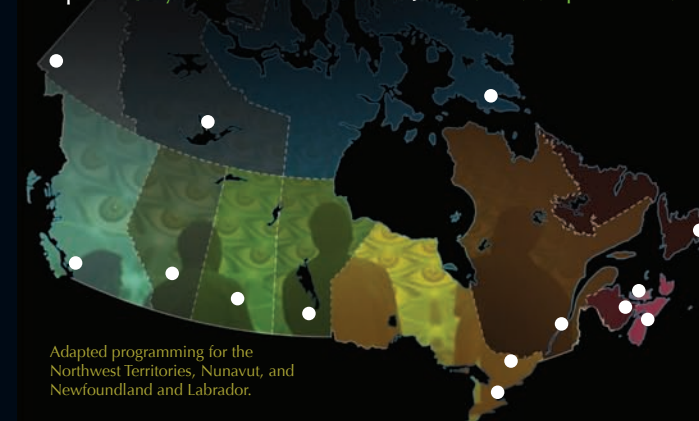 Adapted programming for the
Northwest Territories, Nunavut, and
Newfoundland and Labrador.